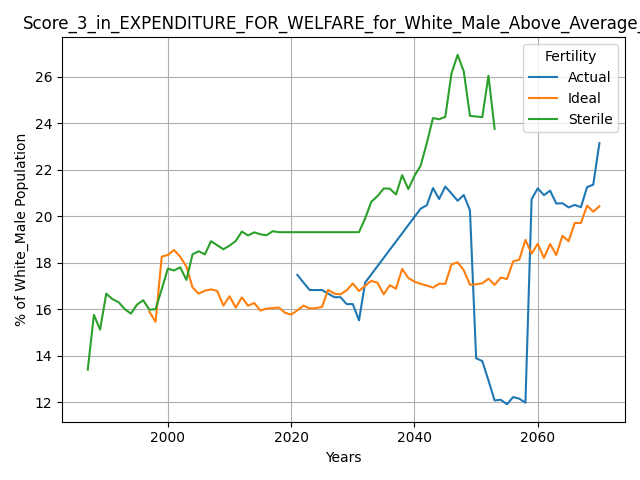 Score_3_in_EXPENDITURE_FOR_WELFARE_for_White_Male_Above_Average_
Fertility
Actual
Ideal
Sterile
% of White_Male Population
26
24
22
20
18
16
14
12
2000
2020
2040
2060
Years